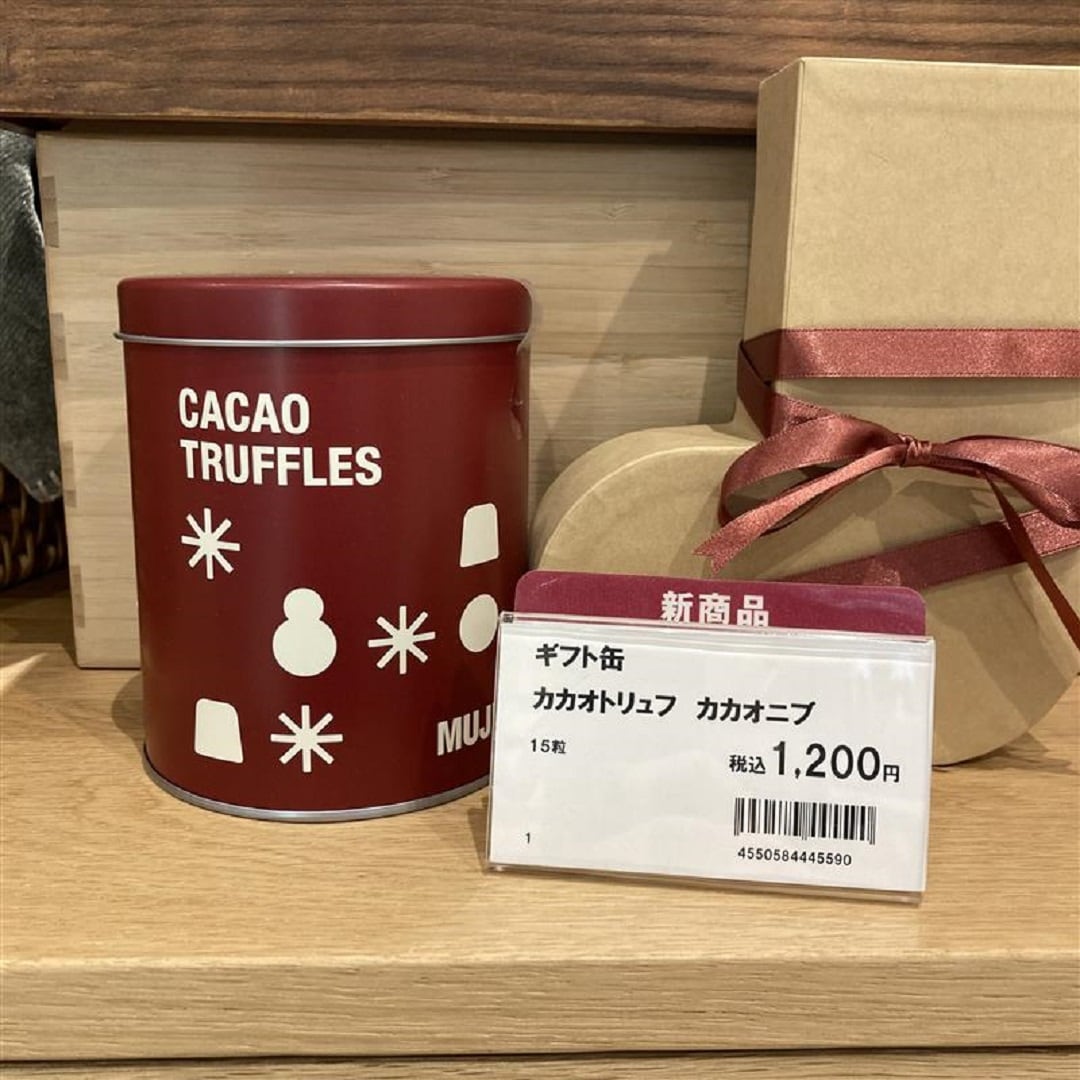 CACAO
TRUFFLES
MUJ
新商品
ギフト缶
カカオトリュフ カカオニブ
15粒
税込1,200円
1
4550584445590